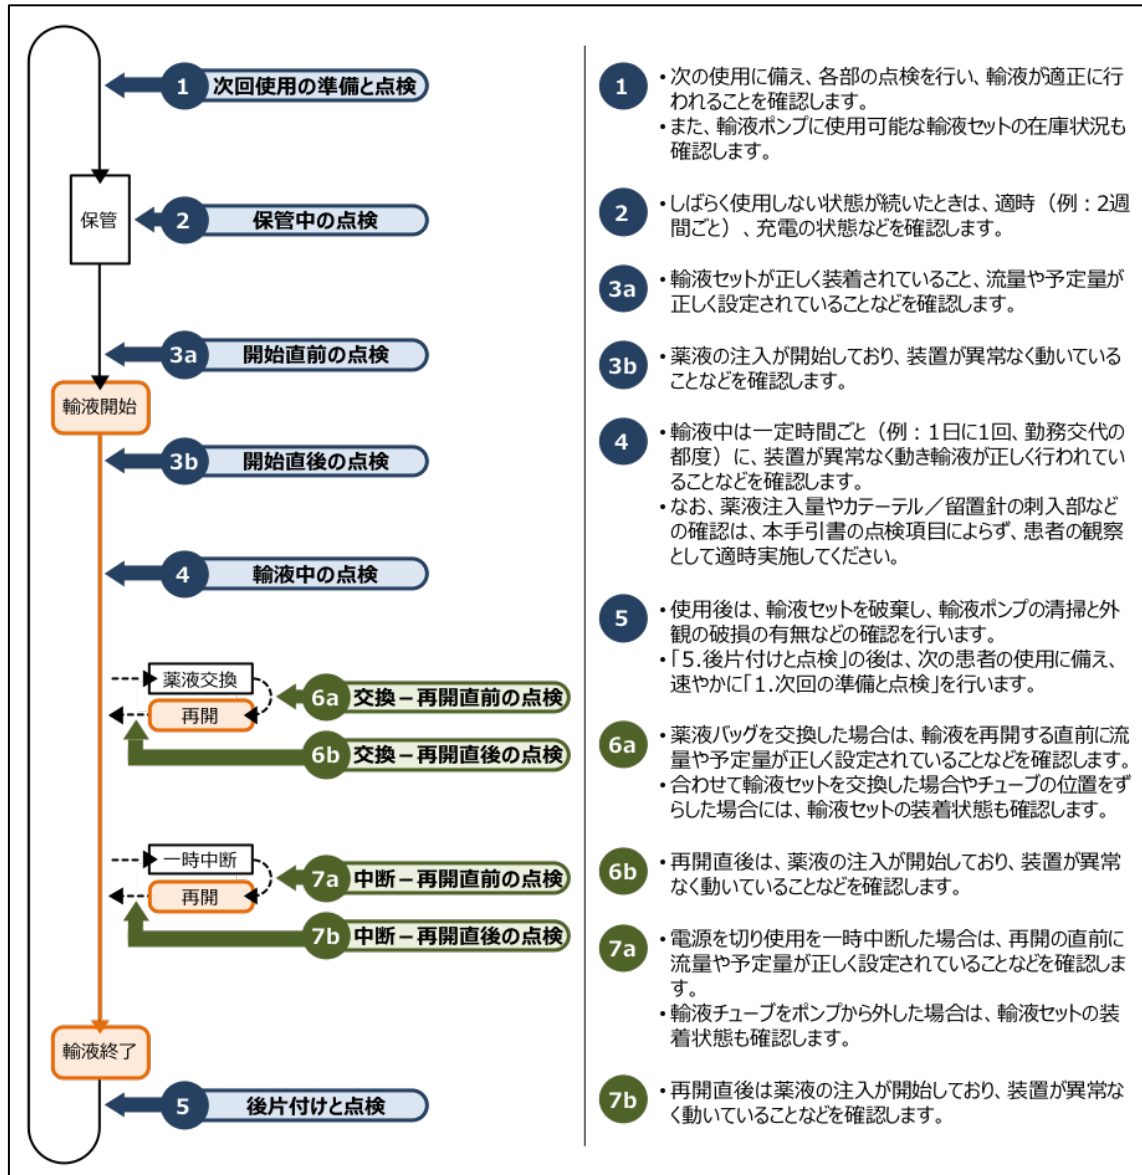 1 次回使用の準備と点検
保管
2 保管中の点検
3a 開始直前の点検
輸液開始
3b 開始直後の点検
4 輸液中の点検
薬液交換
再開
6a 交換－再開直前の点検
6b 交換－再開直後の点検
一時中断
再開
7a 中断－再開直前の点検
7b 中断－再開直後の点検
輸液終了
5 後片付けと点検
1
・次の使用に備え、各部の点検を行い、輸液が適正に行
われることを確認します。
・また、輸液ポンプに使用可能な輸液セットの在庫状況も
確認します。
2
・しばらく使用しない状態が続いたときは、適時（例：2週
間ごと）、充電の状態などを確認します。
3a
・輸液セットが正しく装着されていること、流量や予定量が
正しく設定されていることなどを確認します。
3b
・薬液の注入が開始しており、装置が異常なく動いている
ことなどを確認します。
4
・輸液中は一定時間ごと（例：1日に1回、勤務交代の
都度）に、装置が異常なく動き輸液が正しく行われてい
ることなどを確認します。
・なお、薬液注入量やカテーテル／留置針の刺入部など
の確認は、本手引書の点検項目によらず、患者の観察
として適時実施してください。
5
・使用後は、輸液セットを破棄し、輸液ポンプの清掃と外
観の破損の有無などの確認を行います。
・「5.後片付けと点検」の後は、次の患者の使用に備え、
速やかに「1.次回の準備と点検」を行います。
6a
・薬液バッグを交換した場合は、輸液を再開する直前に流
量や予定量が正しく設定されていることなどを確認します。
・合わせて輸液セットを交換した場合やチューブの位置をず
らした場合には、輸液セットの装着状態も確認します。
6b
・再開直後は、薬液の注入が開始しており、装置が異常
なく動いていることなどを確認します。
7a
・電源を切り使用を一時中断した場合は、再開の直前に
流量や予定量が正しく設定されていることなどを確認しま
す。
・輸液チューブをポンプから外した場合は、輸液セットの装
着状態も確認します。
7b
・再開直後は薬液の注入が開始しており、装置が異常な
く動いていることなどを確認します。